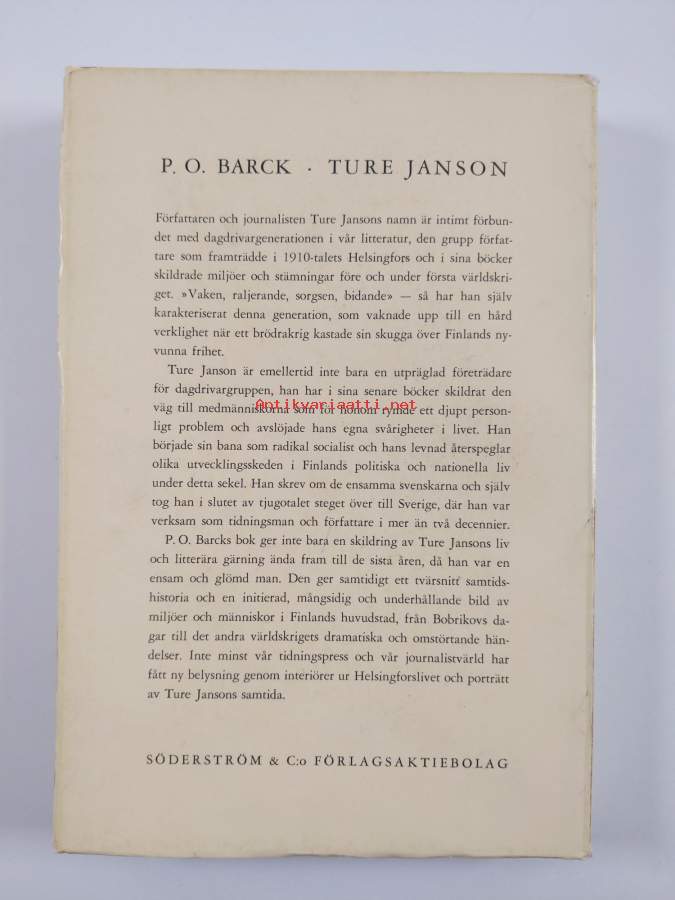 P. O. BARCK · TURE JANSON
Författaren och journalisten Ture Jansons namn är intimt förbun-
det med dagdrivargenerationen i vår litteratur, den grupp förfat-
tare som framträdde i 1910-talets Helsingfors och i sina böcker
skildrade miljöer och stämningar före och under första världskri-
get. »Vaken, raljerande, sorgsen, bidande» — så har han själv
karakteriserat denna generation, som vaknade upp till en hård
verklighet när ett brödrakrig kastade sin skugga över Finlands ny-
vunna frihet.
Ture Janson är emellertid inte bara en utpräglad företrädare
för dagdrivargruppen, han har i sina senare böcker skildrat den
väg till medmänniskorna som för honom rymde ett djupt person-
Antikvariaatti.net
ligt problem och avslöjade hans egna svårigheter i livet. Han
började sin bana som radikal socialist och hans levnad återspeglar
olika utvecklingsskeden i Finlands politiska och nationella liv
under detta sekel. Han skrev om de ensamma svenskarna och själv
tog han i slutet av tjugotalet steget över till Sverige, där han var
verksam som tidningsman och författare i mer än två decennier.
P. O. Barcks bok ger inte bara en skildring av Ture Jansons liv
och litterära gärning ända fram till de sista åren, då han var en
ensam och glömd man. Den ger samtidigt ett tvärsnitt samtids-
historia och en initierad, mångsidig och underhållande bild av
miljöer och människor i Finlands huvudstad, från Bobrikovs da-
gar till det andra världskrigets dramatiska och omstörtande hän-
delser. Inte minst vår tidningspress och vår journalistvärld har
fått ny belysning genom interiörer ur Helsingforslivet och porträtt
av Ture Jansons samtida.
SÖDERSTRÖM & C:o FÖRLAGSAKTIEBOLAG